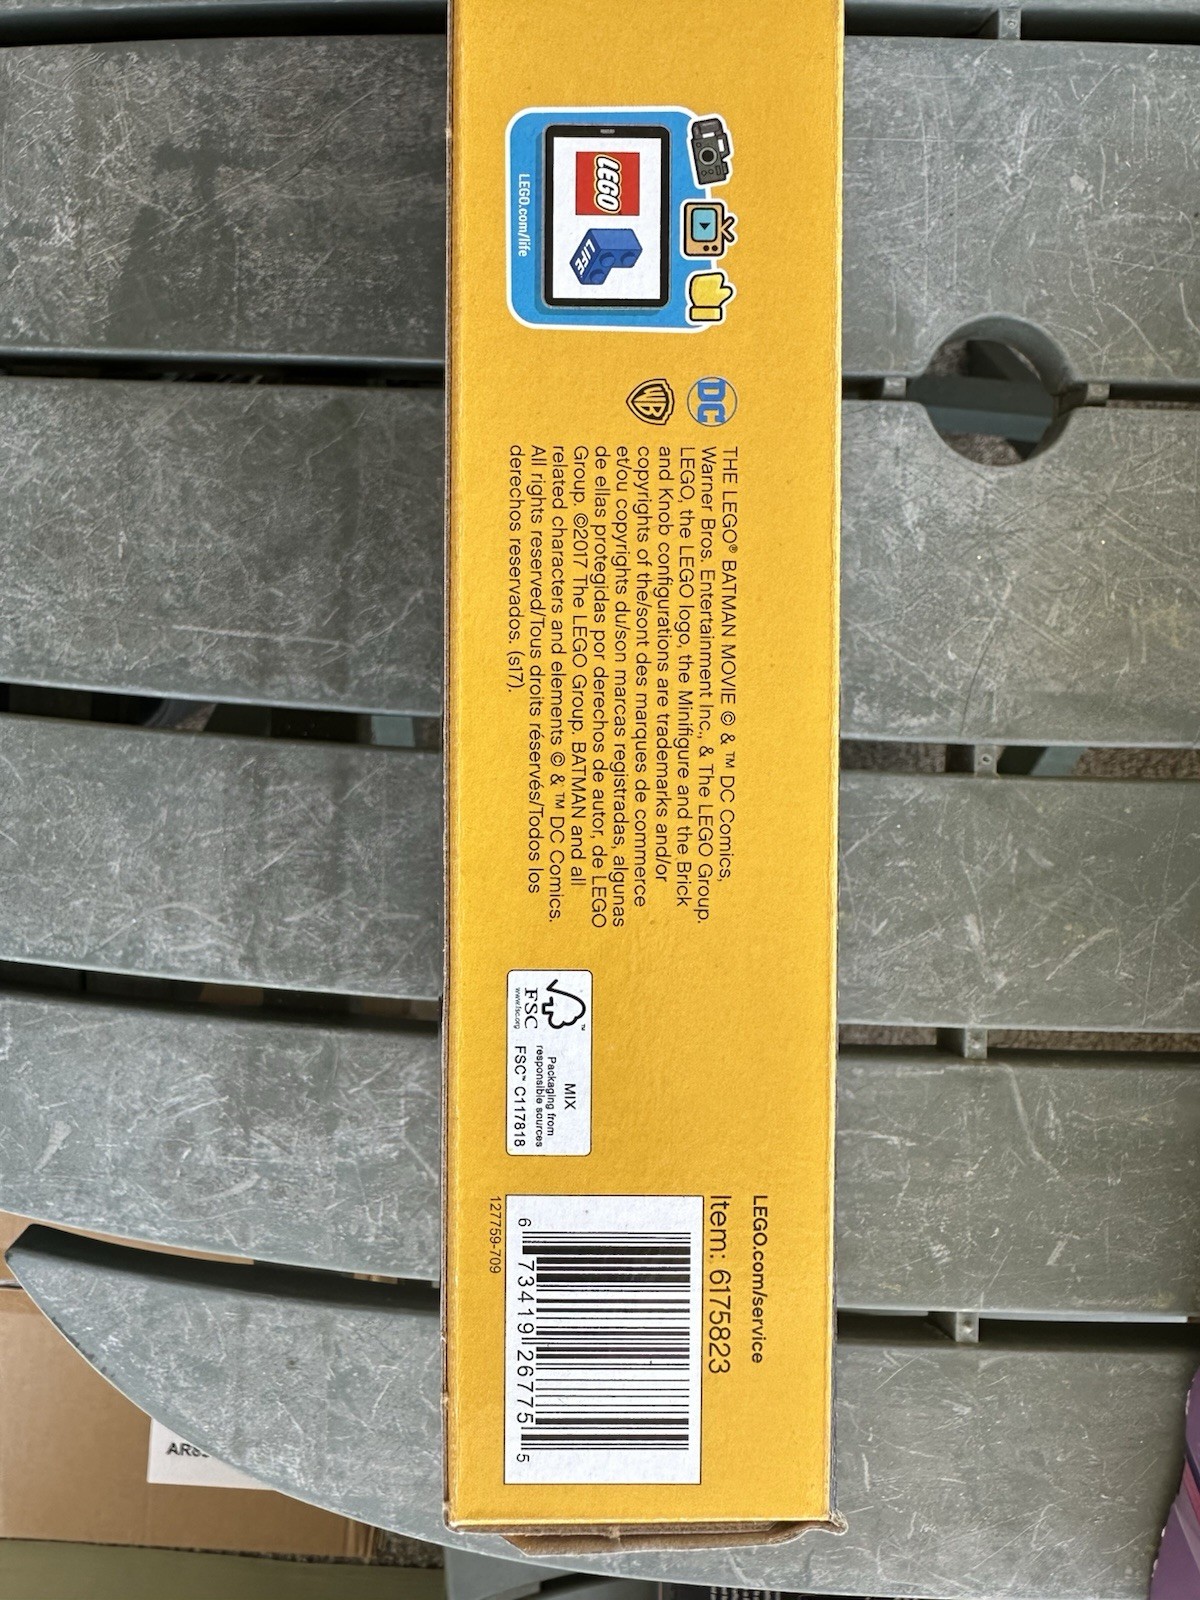 LEGO
LIFE
LEGO.com/life
DC
WB
THE LEGO® BATMAN MOVIE © & ™ DC Comics,
Warner Bros. Entertainment Inc., & The LEGO Group.
LEGO, the LEGO logo, the Minifigure and the Brick
and Knob configurations are trademarks and/or
copyrights of the/sont des marques de commerce
et/ou copyrights du/son marcas registradas, algunas
de ellas protegidas por derechos de autor, de LEGO
Group. ©2017 The LEGO Group. BATMAN and all
related characters and elements © & ™ DC Comics.
All rights reserved/Tous droits réservés/Todos los
derechos reservados. (s17).
™
FSC
www.fsc.org
MIX
Packaging from
responsible sources
FSC™ C117818
LEGO.com/service
Item: 6175823
6 73419 26775 5
127759-709